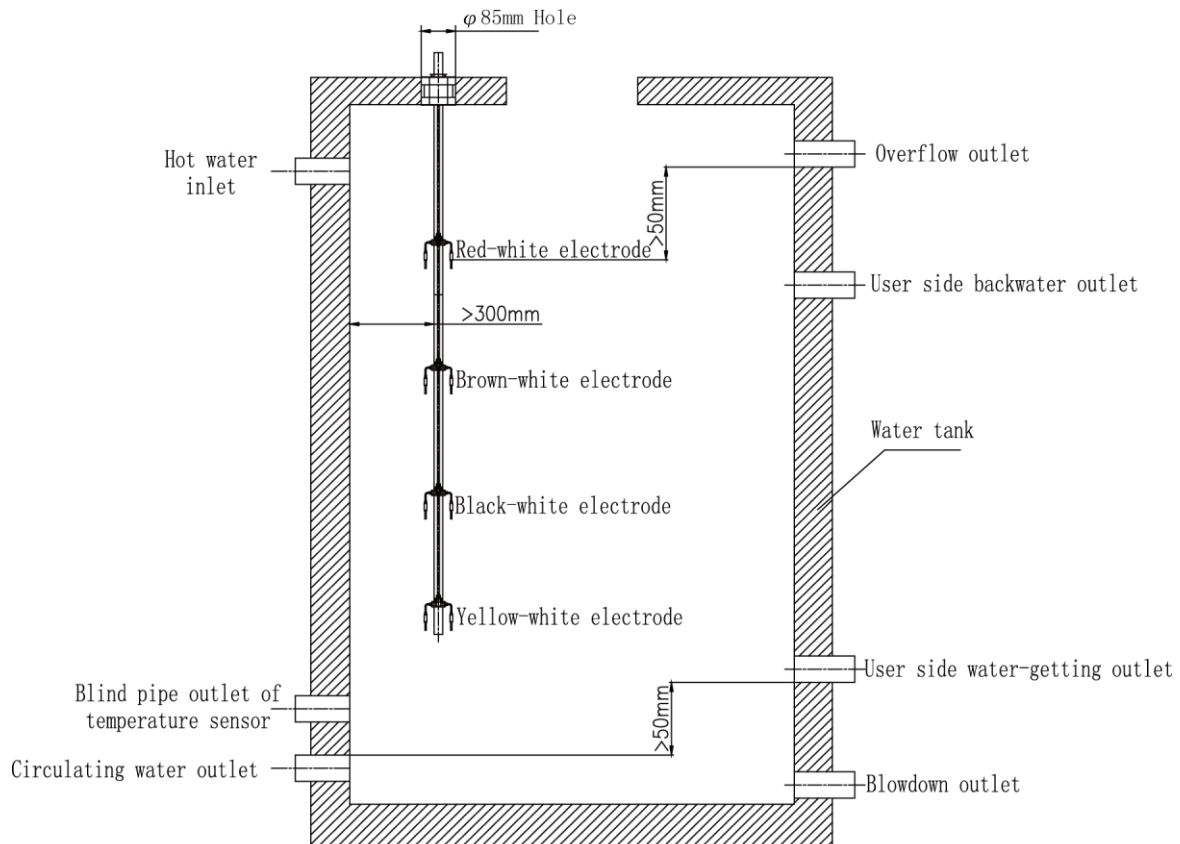 φ85mm Hole
Hot water
inlet
Overflow outlet
>50mm
Red-white electrode
User side backwater outlet
>300mm
Brown-white electrode
Water tank
Black-white electrode
Yellow-white electrode
User side water-getting outlet
Blind pipe outlet of
temperature sensor
>50mm
Circulating water outlet
Blowdown outlet